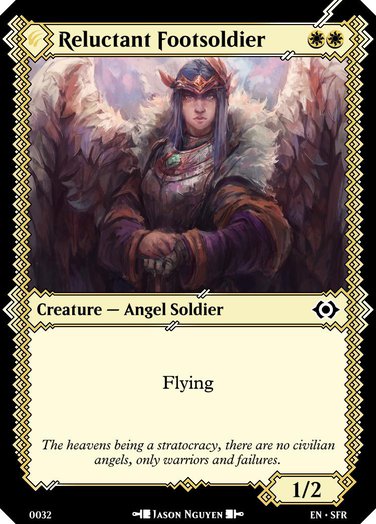 Reluctant Footsoldier
Creature — Angel Soldier
Flying
The heavens being a stratocracy, there are no civilian
angels, only warriors and failures.
1/2
0032 Jason Nguyen EN • SFR